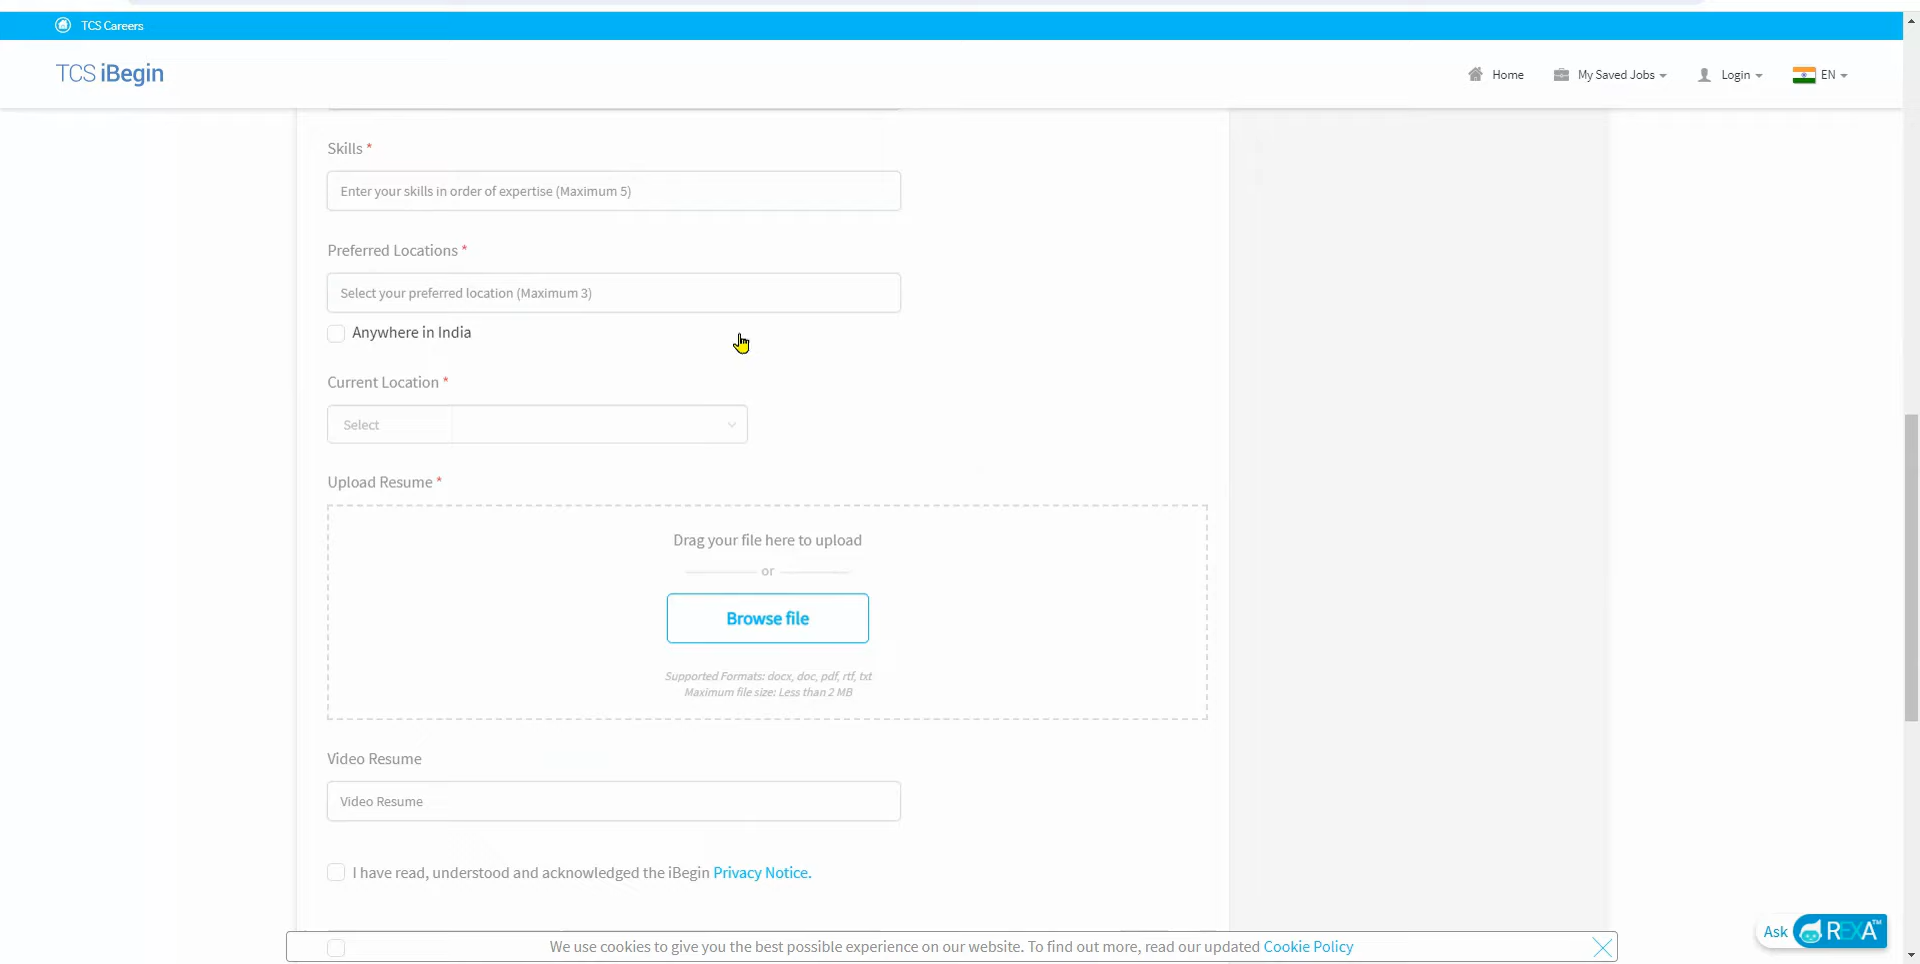 TCS Careers
TCS iBegin
Home
My Saved Jobs
Login
EN
Skills *
Enter your skills in order of expertise (Maximum 5)
Preferred Locations *
Select your preferred location (Maximum 3)
Anywhere in India
Current Location *
Select
Upload Resume *
Drag your file here to upload
or
Browse file
Supported Formats: docx, doc, pdf, rtf, txt
Maximum file size: Less than 2 MB
Video Resume
Video Resume
I have read, understood and acknowledged the iBegin Privacy Notice.
Ask REXA™
We use cookies to give you the best possible experience on our website. To find out more, read our updated Cookie Policy